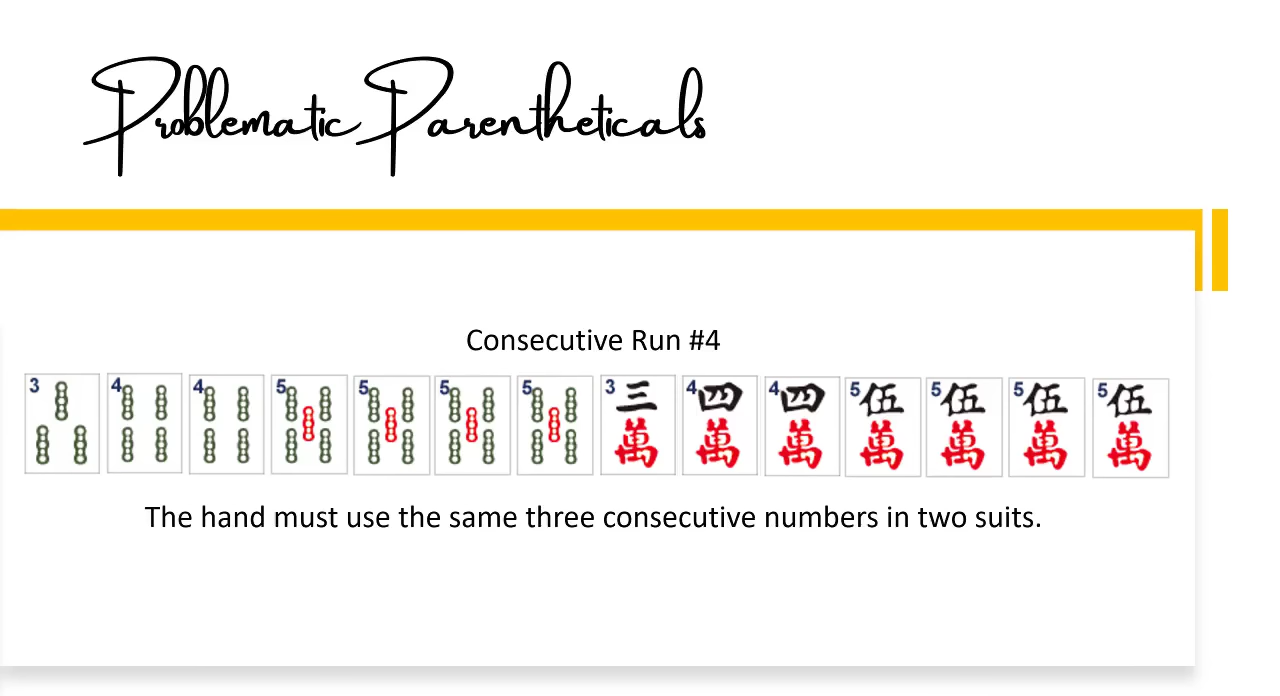 Problematic Parentheticals
Consecutive Run #4
3 4 4 5 5 5 5 3 三萬 4 四萬 4 四萬 5 伍萬 5 伍萬 5 伍萬 5 伍萬
The hand must use the same three consecutive numbers in two suits.